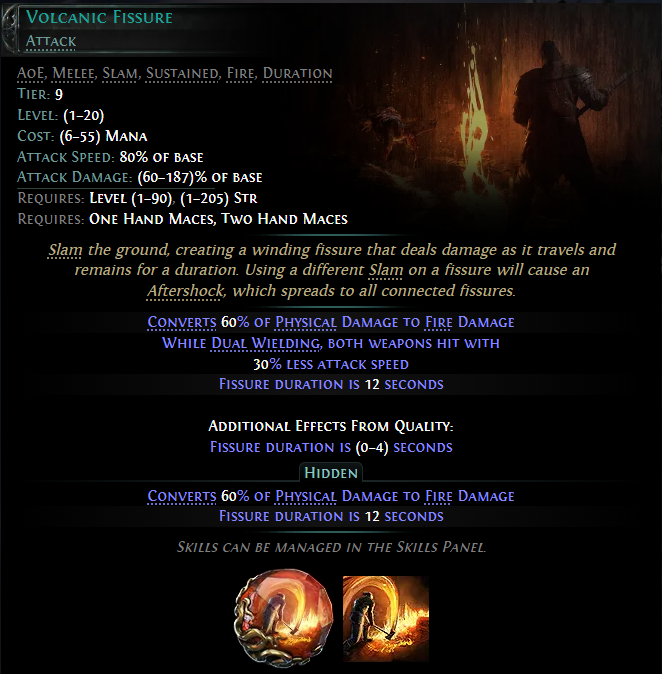 Volcanic Fissure
Attack
AoE, Melee, Slam, Sustained, Fire, Duration
Tier: 9
Level: (1–20)
Cost: (6–55) Mana
Attack Speed: 80% of base
Attack Damage: (60–187)% of base
Requires: Level (1–90), (1–205) Str
Requires: One Hand Maces, Two Hand Maces
Slam the ground, creating a winding fissure that deals damage as it travels and
remains for a duration. Using a different Slam on a fissure will cause an
Aftershock, which spreads to all connected fissures.
Converts 60% of Physical Damage to Fire Damage
While Dual Wielding, both weapons hit with
30% less attack speed
Fissure duration is 12 seconds
Additional Effects From Quality:
Fissure duration is (0–4) seconds
Hidden
Converts 60% of Physical Damage to Fire Damage
Fissure duration is 12 seconds
Skills can be managed in the Skills Panel.